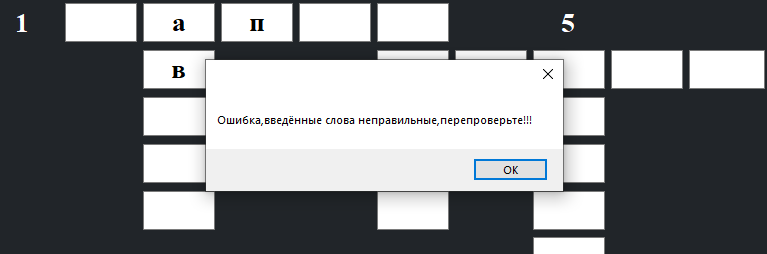 1 а п 5
в
Ошибка,введённые слова неправильные,перепроверьте!!!
OK